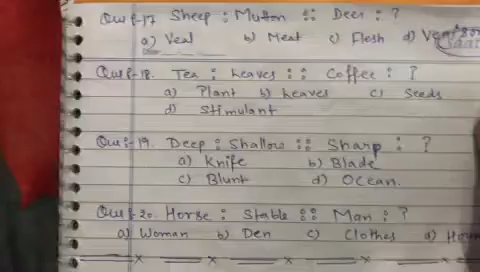 Que:-17. Sheep : Mutton :: Deer : ?
a) Veal b) Meat c) Flesh d)
Que:-18. Tea : Leaves :: Coffee : ?
a) Plant b) Leaves c) Seeds
d) Stimulant
Que:-19. Deep : Shallow :: Sharp : ?
a) Knife b) Blade
c) Blunt d) Ocean.
Que:-20. Horse : Stable :: Man : ?
a) Woman b) Den c) Clothes d)